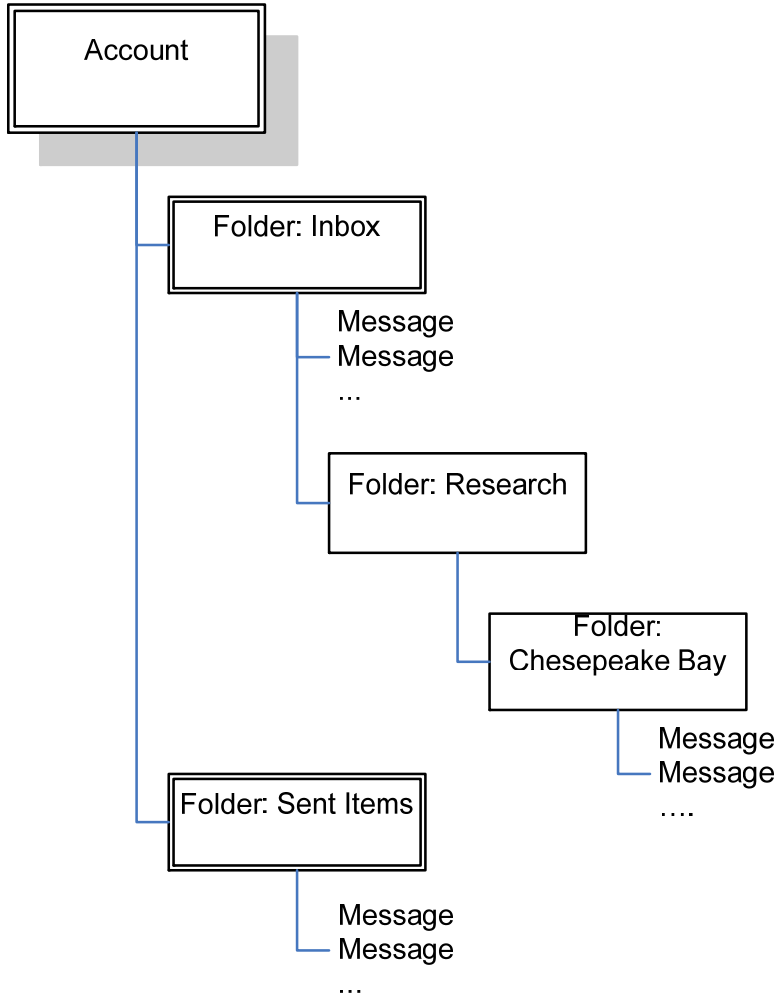 Account
Folder: Inbox
Message
Message
...
Folder: Research
Folder:
Chesepeake Bay
Message
Message
....
Folder: Sent Items
Message
Message
...